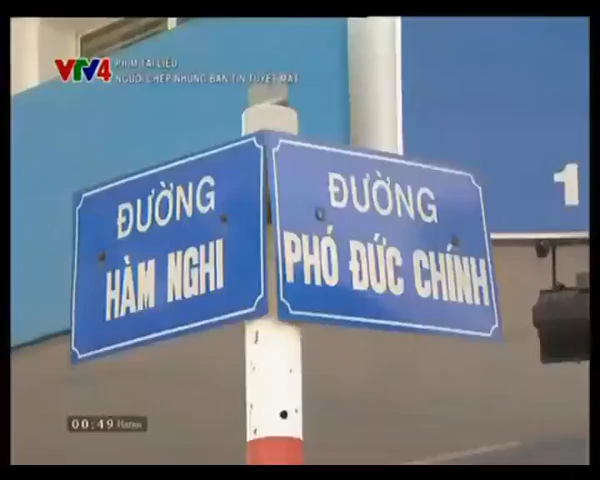 VTV4
PHIM TÀI LIỆU
NGƯỜI CHÉP NHỮNG BẢN TIN TUYỆT MẬT
ĐƯỜNG
HÀM NGHI
ĐƯỜNG
PHÓ ĐỨC CHÍNH
1
00:49 Hanoi